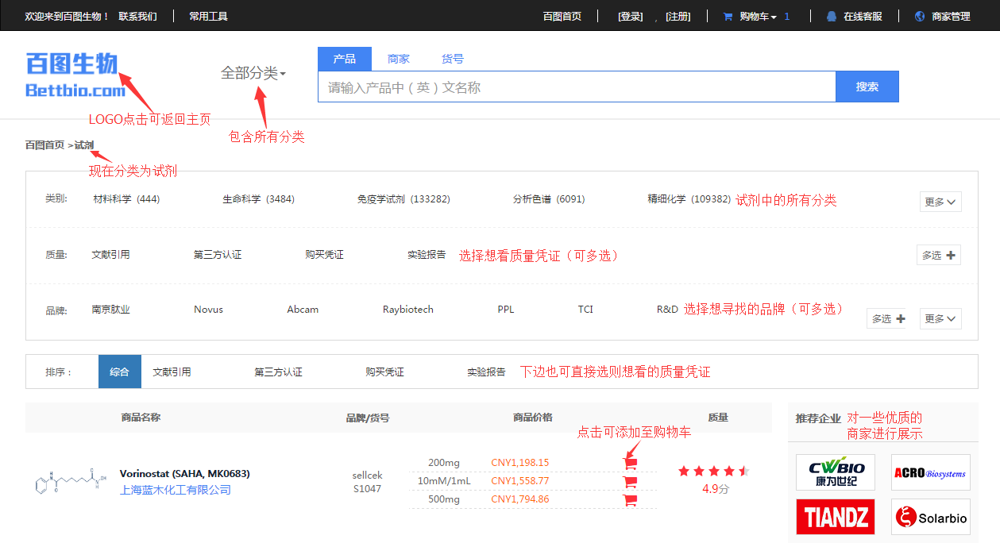 欢迎来到百图生物！ 联系我们 常用工具 百图首页 [登录] , [注册] 购物车 1 在线客服 商家管理
百图生物
Bettbio.com
全部分类
产品 商家 货号
请输入产品中（英）文名称 搜索
LOGO点击可返回主页
包含所有分类
百图首页 >试剂
现在分类为试剂
类别: 材料科学 (444) 生命科学 (3484) 免疫学试剂 (133282) 分析色谱 (6091) 精细化学 (109382) 试剂中的所有分类 更多
质量: 文献引用 第三方认证 购买凭证 实验报告 选择想看质量凭证（可多选） 多选
品牌: 南京肽业 Novus Abcam Raybiotech PPL TCI R&D 选择想寻找的品牌（可多选） 多选 更多
排序： 综合 文献引用 第三方认证 购买凭证 实验报告 下边也可直接选则想看的质量凭证
商品名称 品牌/货号 商品价格 质量
点击可添加至购物车
推荐企业 对一些优质的
商家进行展示
Vorinostat (SAHA, MK0683)
上海蓝木化工有限公司
sellcek
S1047
200mg CNY1,198.15
10mM/1mL CNY1,558.77
500mg CNY1,794.86
4.9分
CWBIO
康为世纪
ACRO Biosystems
TIANDZ
Solarbio